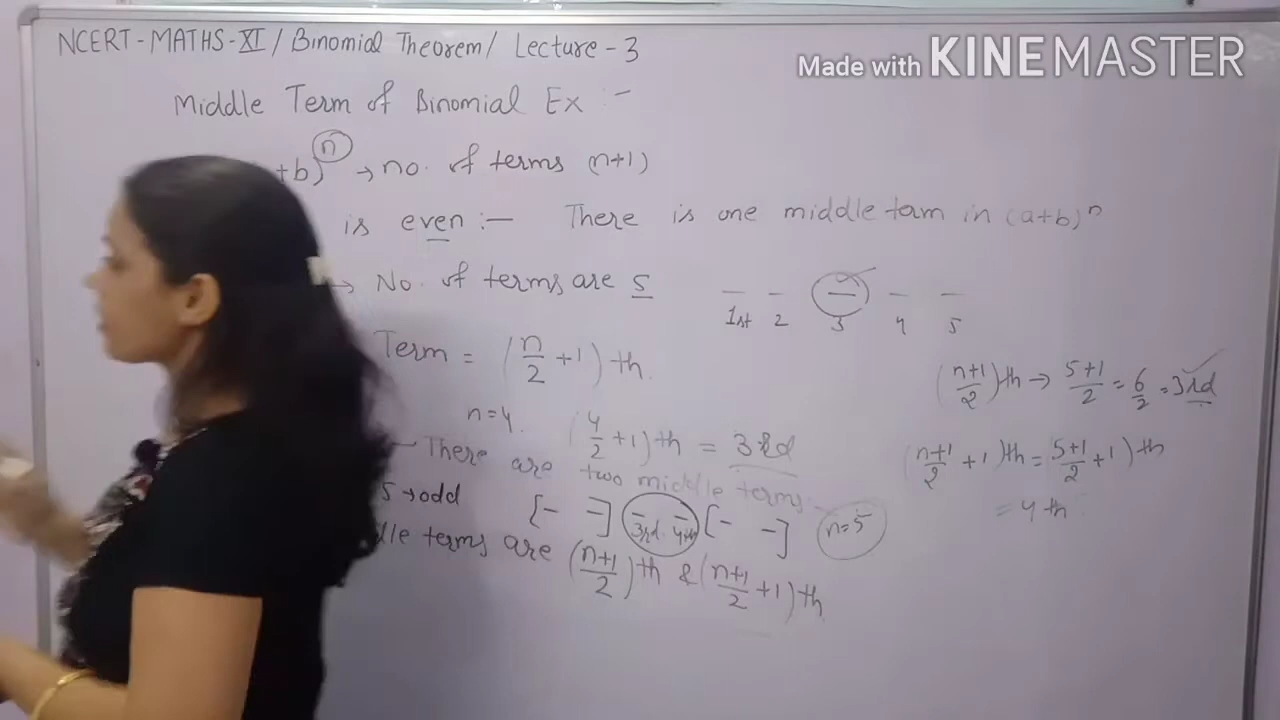 NCERT-MATHS-XI / Binomial Theorem / Lecture - 3
Made with KINEMASTER
Middle Term of Binomial Ex :-
+b)^n → no. of terms (n+1)
is even :- There is one middle term in (a+b)^n
→ No. of terms are 5
— — — — —
1st 2 3 4 5
Term = (n/2 + 1) th.
(n+1/2)th → 5+1/2 = 6/2 = 3rd
n=4. (4/2 + 1) th = 3rd
(n+1/2 + 1)th = (5+1/2 + 1)th
= 4th
- There are two middle terms.
5 → odd [- -] 3rd. 4th [- -] n=5
dle terms are (n+1/2)th & (n+1/2 + 1)th